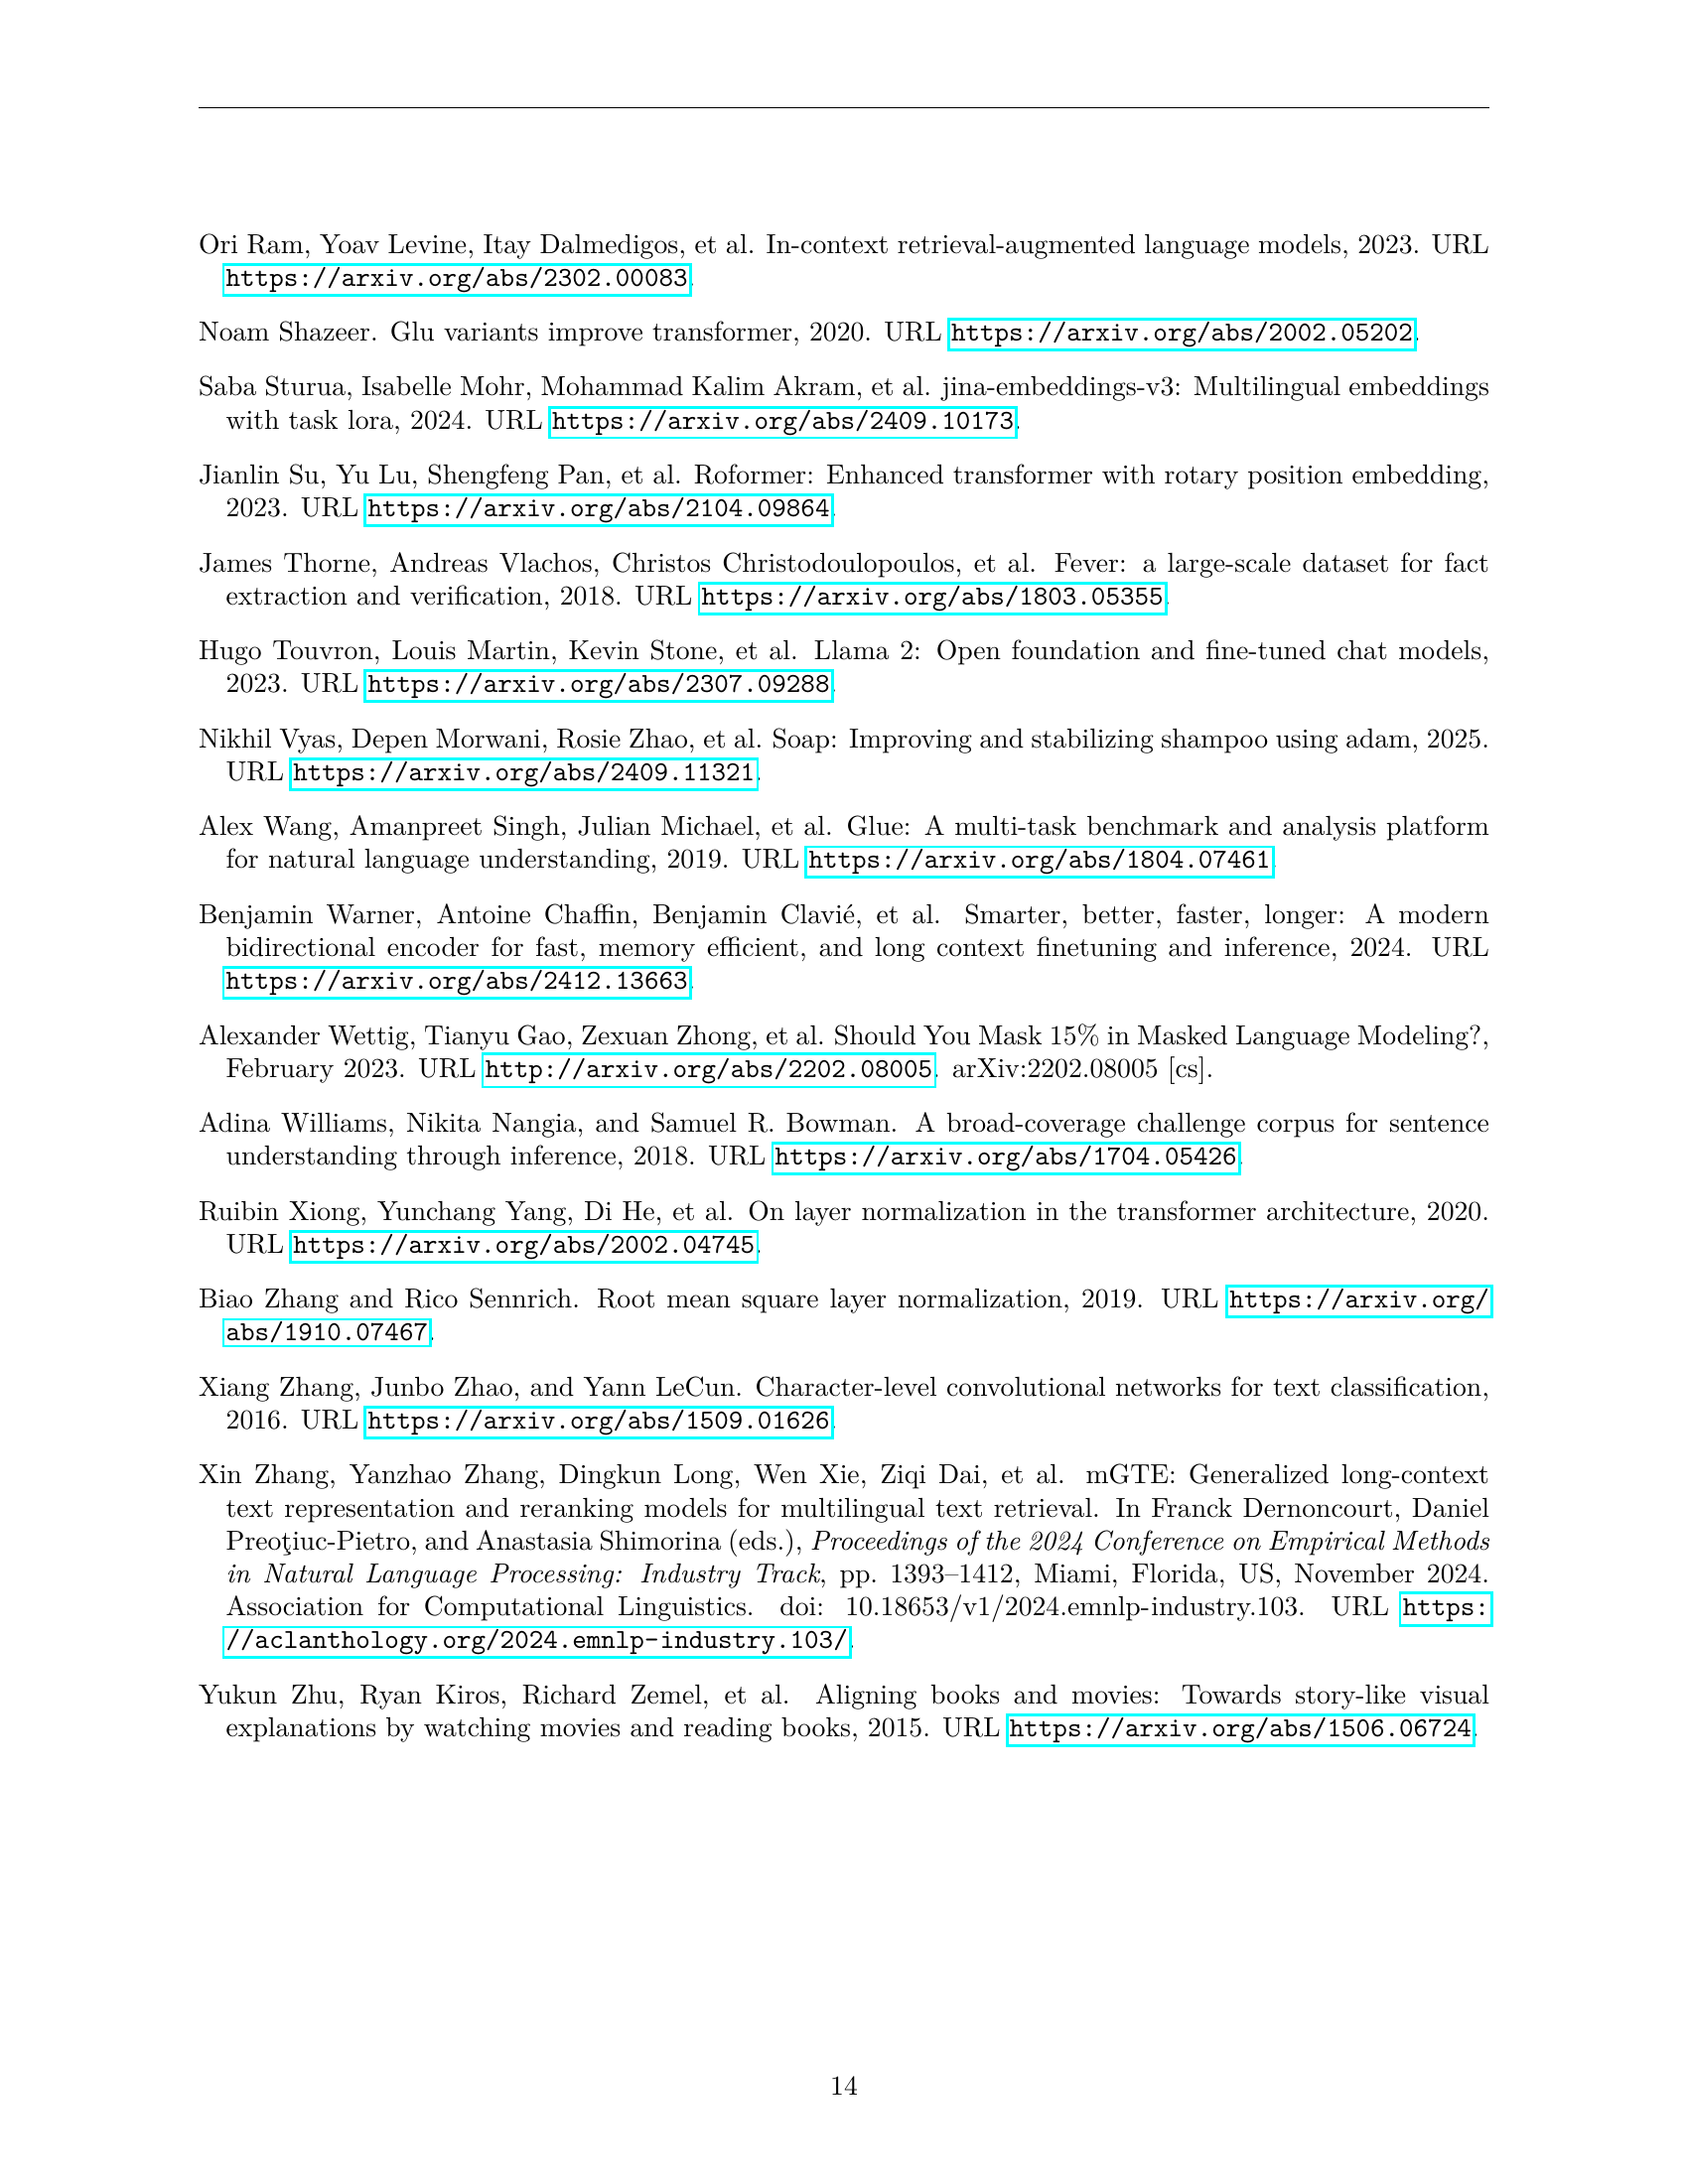 Ori Ram, Yoav Levine, Itay Dalmedigos, et al. In-context retrieval-augmented language models, 2023. URL
https://arxiv.org/abs/2302.00083.
Noam Shazeer. Glu variants improve transformer, 2020. URL https://arxiv.org/abs/2002.05202.
Saba Sturua, Isabelle Mohr, Mohammad Kalim Akram, et al. jina-embeddings-v3: Multilingual embeddings
with task lora, 2024. URL https://arxiv.org/abs/2409.10173.
Jianlin Su, Yu Lu, Shengfeng Pan, et al. Roformer: Enhanced transformer with rotary position embedding,
2023. URL https://arxiv.org/abs/2104.09864.
James Thorne, Andreas Vlachos, Christos Christodoulopoulos, et al. Fever: a large-scale dataset for fact
extraction and verification, 2018. URL https://arxiv.org/abs/1803.05355.
Hugo Touvron, Louis Martin, Kevin Stone, et al. Llama 2: Open foundation and fine-tuned chat models,
2023. URL https://arxiv.org/abs/2307.09288.
Nikhil Vyas, Depen Morwani, Rosie Zhao, et al. Soap: Improving and stabilizing shampoo using adam, 2025.
URL https://arxiv.org/abs/2409.11321.
Alex Wang, Amanpreet Singh, Julian Michael, et al. Glue: A multi-task benchmark and analysis platform
for natural language understanding, 2019. URL https://arxiv.org/abs/1804.07461.
Benjamin Warner, Antoine Chaffin, Benjamin Clavié, et al. Smarter, better, faster, longer: A modern
bidirectional encoder for fast, memory efficient, and long context finetuning and inference, 2024. URL
https://arxiv.org/abs/2412.13663.
Alexander Wettig, Tianyu Gao, Zexuan Zhong, et al. Should You Mask 15% in Masked Language Modeling?,
February 2023. URL http://arxiv.org/abs/2202.08005. arXiv:2202.08005 [cs].
Adina Williams, Nikita Nangia, and Samuel R. Bowman. A broad-coverage challenge corpus for sentence
understanding through inference, 2018. URL https://arxiv.org/abs/1704.05426.
Ruibin Xiong, Yunchang Yang, Di He, et al. On layer normalization in the transformer architecture, 2020.
URL https://arxiv.org/abs/2002.04745.
Biao Zhang and Rico Sennrich. Root mean square layer normalization, 2019. URL https://arxiv.org/
abs/1910.07467.
Xiang Zhang, Junbo Zhao, and Yann LeCun. Character-level convolutional networks for text classification,
2016. URL https://arxiv.org/abs/1509.01626.
Xin Zhang, Yanzhao Zhang, Dingkun Long, Wen Xie, Ziqi Dai, et al. mGTE: Generalized long-context
text representation and reranking models for multilingual text retrieval. In Franck Dernoncourt, Daniel
Preoţiuc-Pietro, and Anastasia Shimorina (eds.), Proceedings of the 2024 Conference on Empirical Methods
in Natural Language Processing: Industry Track, pp. 1393–1412, Miami, Florida, US, November 2024.
Association for Computational Linguistics. doi: 10.18653/v1/2024.emnlp-industry.103. URL https:
//aclanthology.org/2024.emnlp-industry.103/.
Yukun Zhu, Ryan Kiros, Richard Zemel, et al. Aligning books and movies: Towards story-like visual
explanations by watching movies and reading books, 2015. URL https://arxiv.org/abs/1506.06724.
14